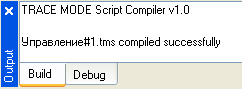 TRACE MODE Script Compiler v1.0
Управление#1.tms compiled successfully
Output
Build
Debug